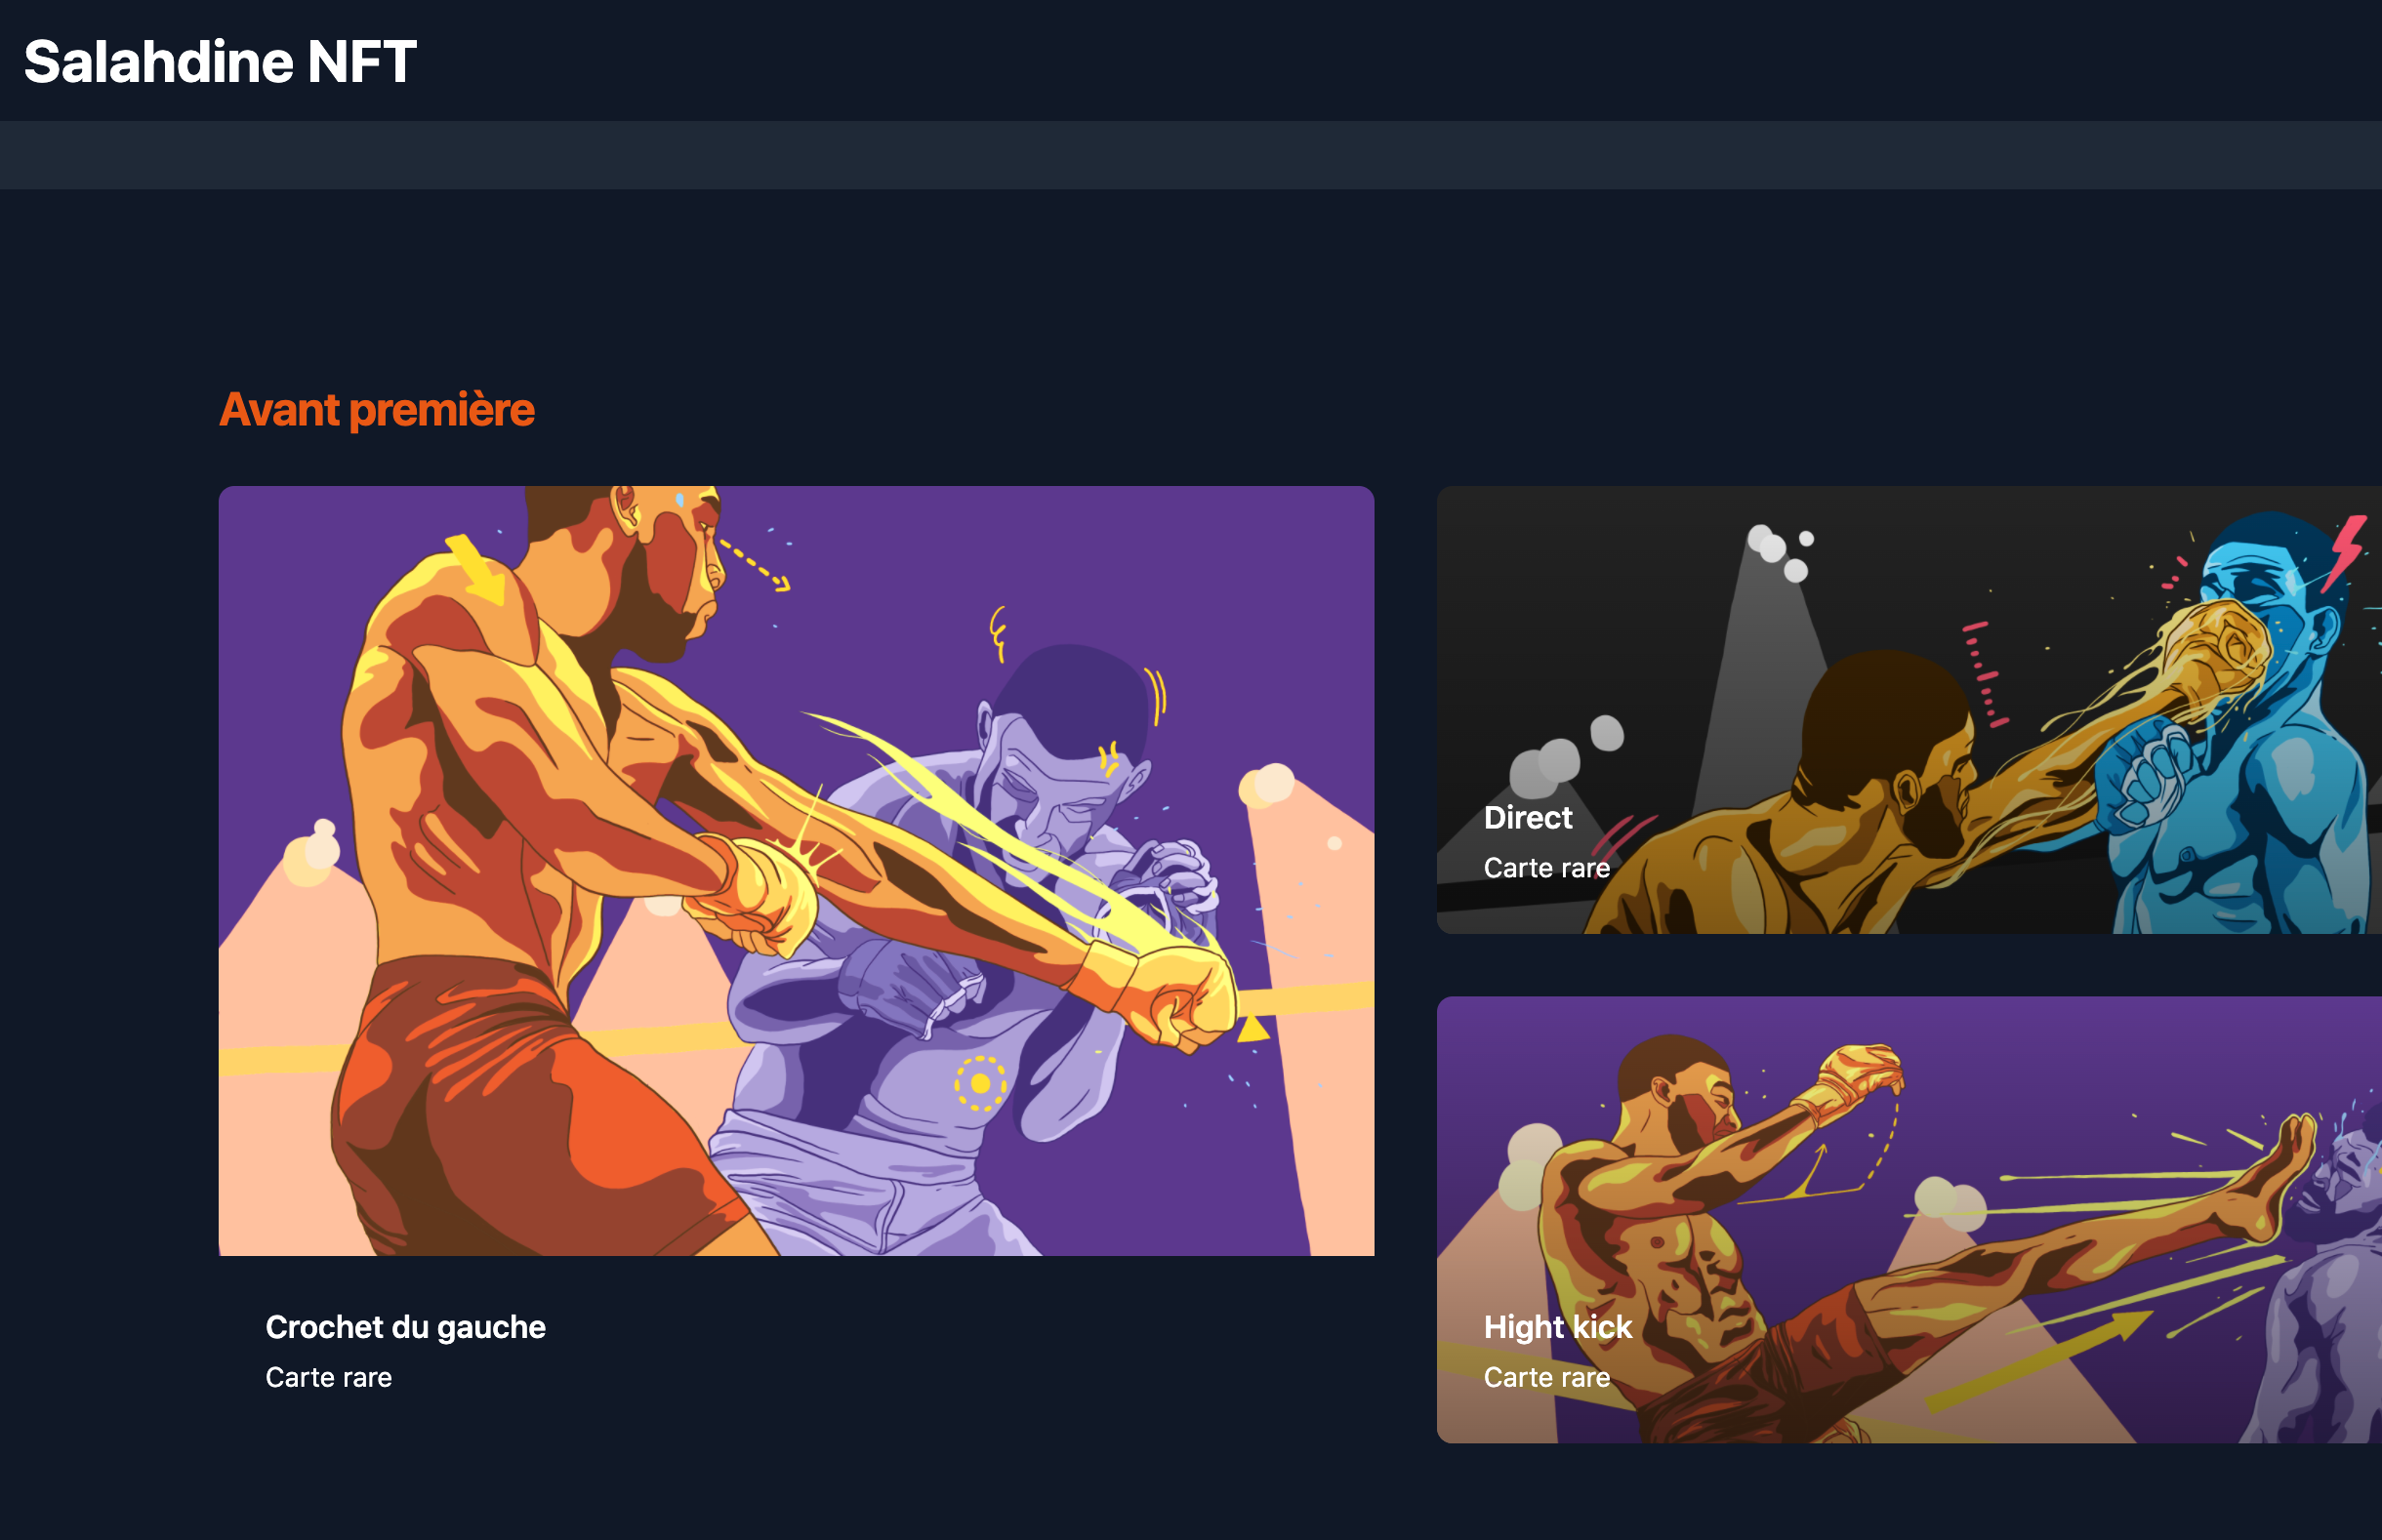 Salahdine NFT
Avant première
Crochet du gauche
Carte rare
Direct
Carte rare
Hight kick
Carte rare